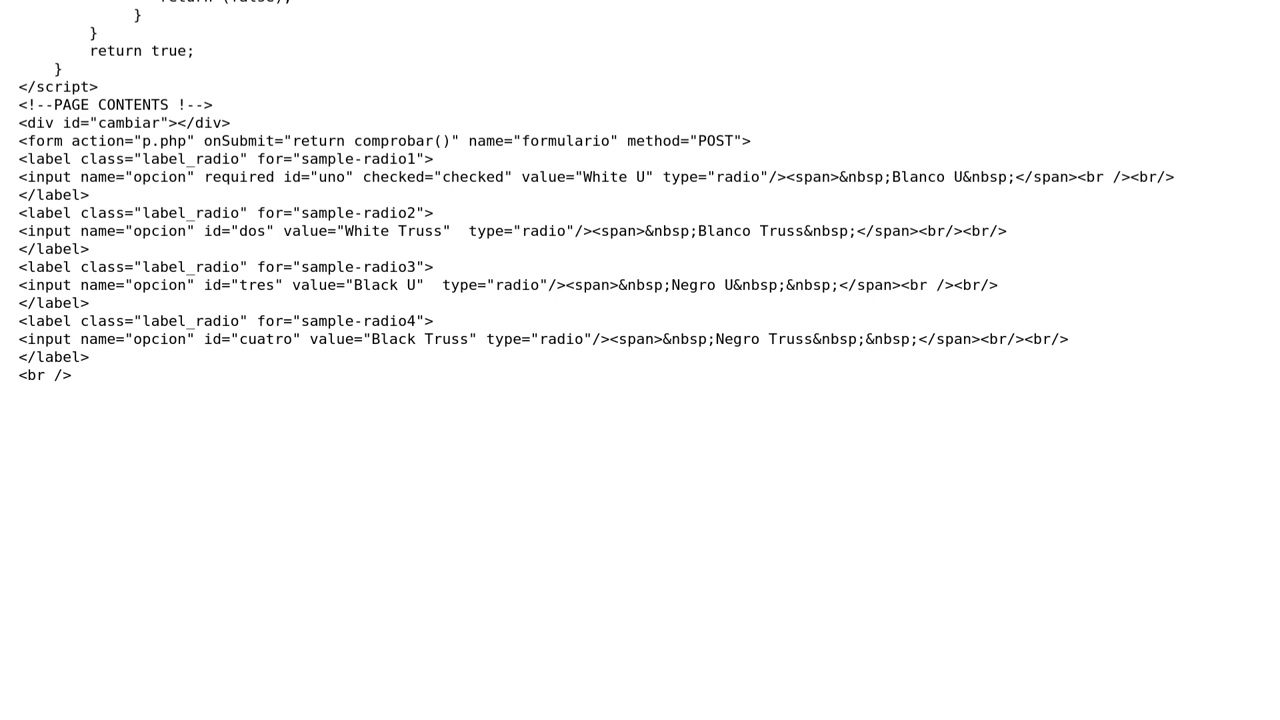 return (false);
}
}
return true;
}
</script>
<!--PAGE CONTENTS !-->
<div id="cambiar"></div>
<form action="p.php" onSubmit="return comprobar()" name="formulario" method="POST">
<label class="label_radio" for="sample-radio1">
<input name="opcion" required id="uno" checked="checked" value="White U" type="radio"/><span>&nbsp;Blanco U&nbsp;</span><br /><br/>
</label>
<label class="label_radio" for="sample-radio2">
<input name="opcion" id="dos" value="White Truss"  type="radio"/><span>&nbsp;Blanco Truss&nbsp;</span><br/><br/>
</label>
<label class="label_radio" for="sample-radio3">
<input name="opcion" id="tres" value="Black U"  type="radio"/><span>&nbsp;Negro U&nbsp;&nbsp;</span><br /><br/>
</label>
<label class="label_radio" for="sample-radio4">
<input name="opcion" id="cuatro" value="Black Truss" type="radio"/><span>&nbsp;Negro Truss&nbsp;&nbsp;</span><br/><br/>
</label>
<br />